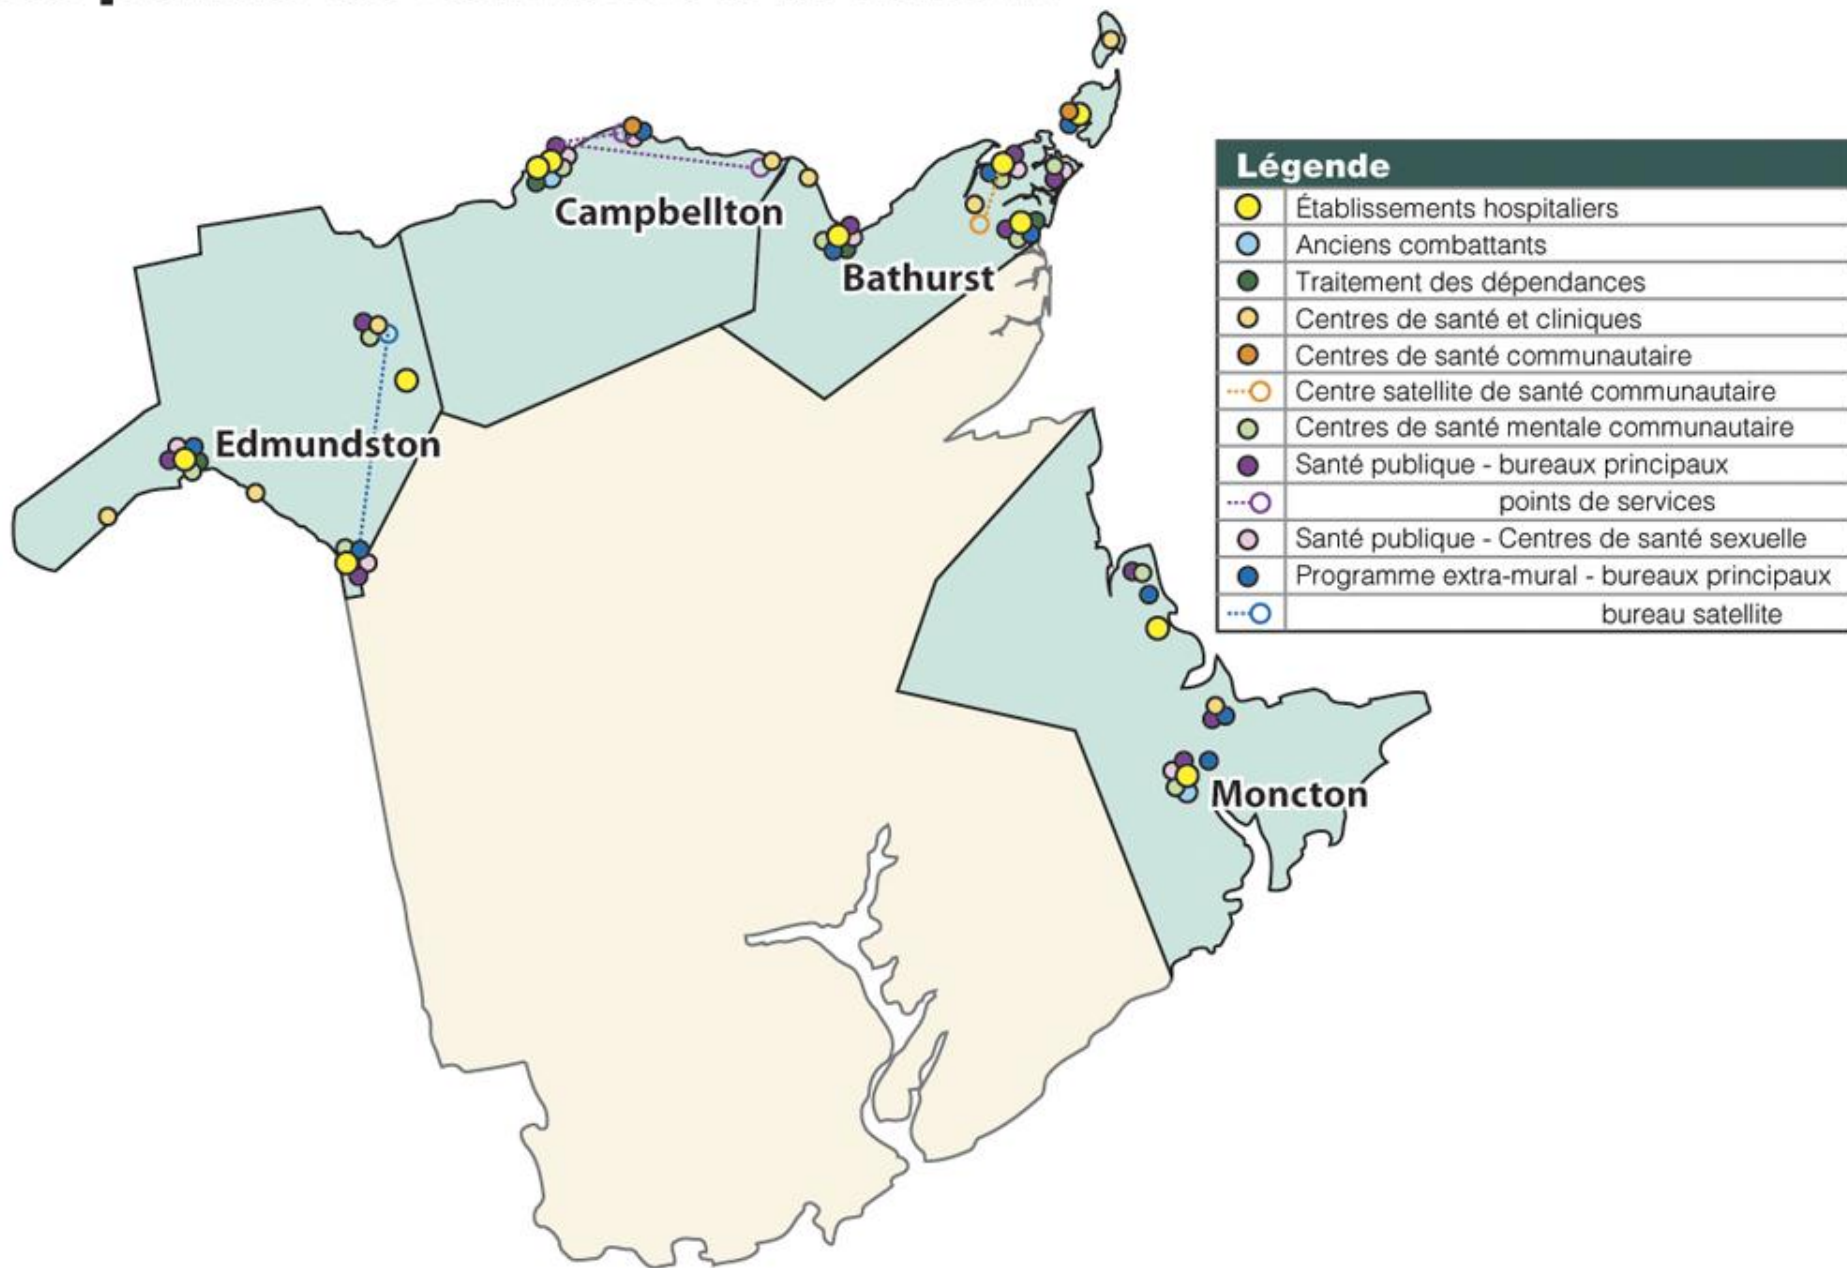 Campbellton
Bathurst
Edmundston
Moncton
Légende
Établissements hospitaliers
Anciens combattants
Traitement des dépendances
Centres de santé et cliniques
Centres de santé communautaire
Centre satellite de santé communautaire
Centres de santé mentale communautaire
Santé publique - bureaux principaux
points de services
Santé publique - Centres de santé sexuelle
Programme extra-mural - bureaux principaux
bureau satellite